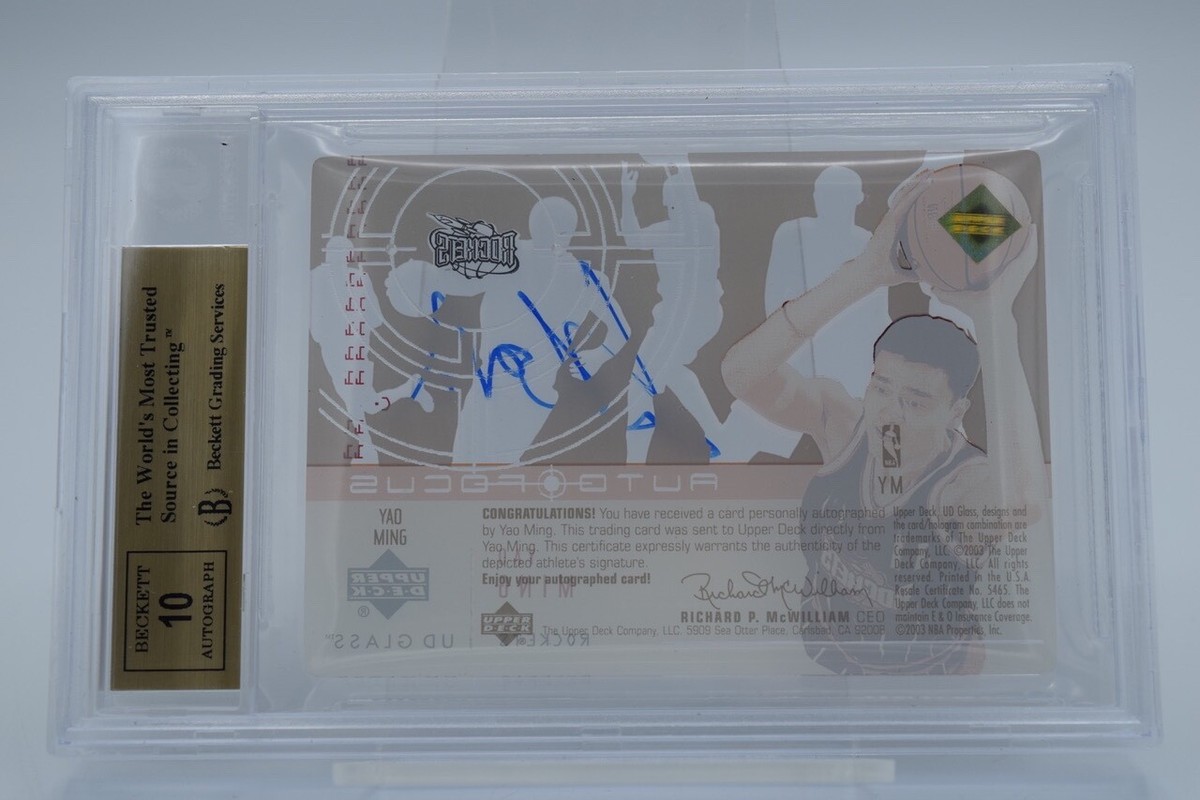 The World's Most Trusted
Source in Collecting™
Beckett Grading Services
BECKETT
10
AUTOGRAPH
ROCKETS
AUTO FOCUS
YAO
MING
UPPER
DECK
®
UD GLASS™
CONGRATULATIONS! You have received a card personally autographed
by Yao Ming. This trading card was sent to Upper Deck directly from
Yao Ming. This certificate expressly warrants the authenticity of the
depicted athlete's signature.
Enjoy your autographed card!
Richard McWilliam
RICHARD P. McWILLIAM CEO
UPPER
DECK
The Upper Deck Company, LLC. 5909 Sea Otter Place, Carlsbad, CA 92008
NBA
YM
Upper Deck, UD Glass, designs and
the card/hologram combination are
trademarks of The Upper Deck
Company, LLC. ©2003 The Upper
Deck Company, LLC. All rights
reserved. Printed in the U.S.A.
Resale Certificate No. 5465. The
Upper Deck Company, LLC does not
maintain E & O Insurance Coverage.
©2003 NBA Properties, Inc.